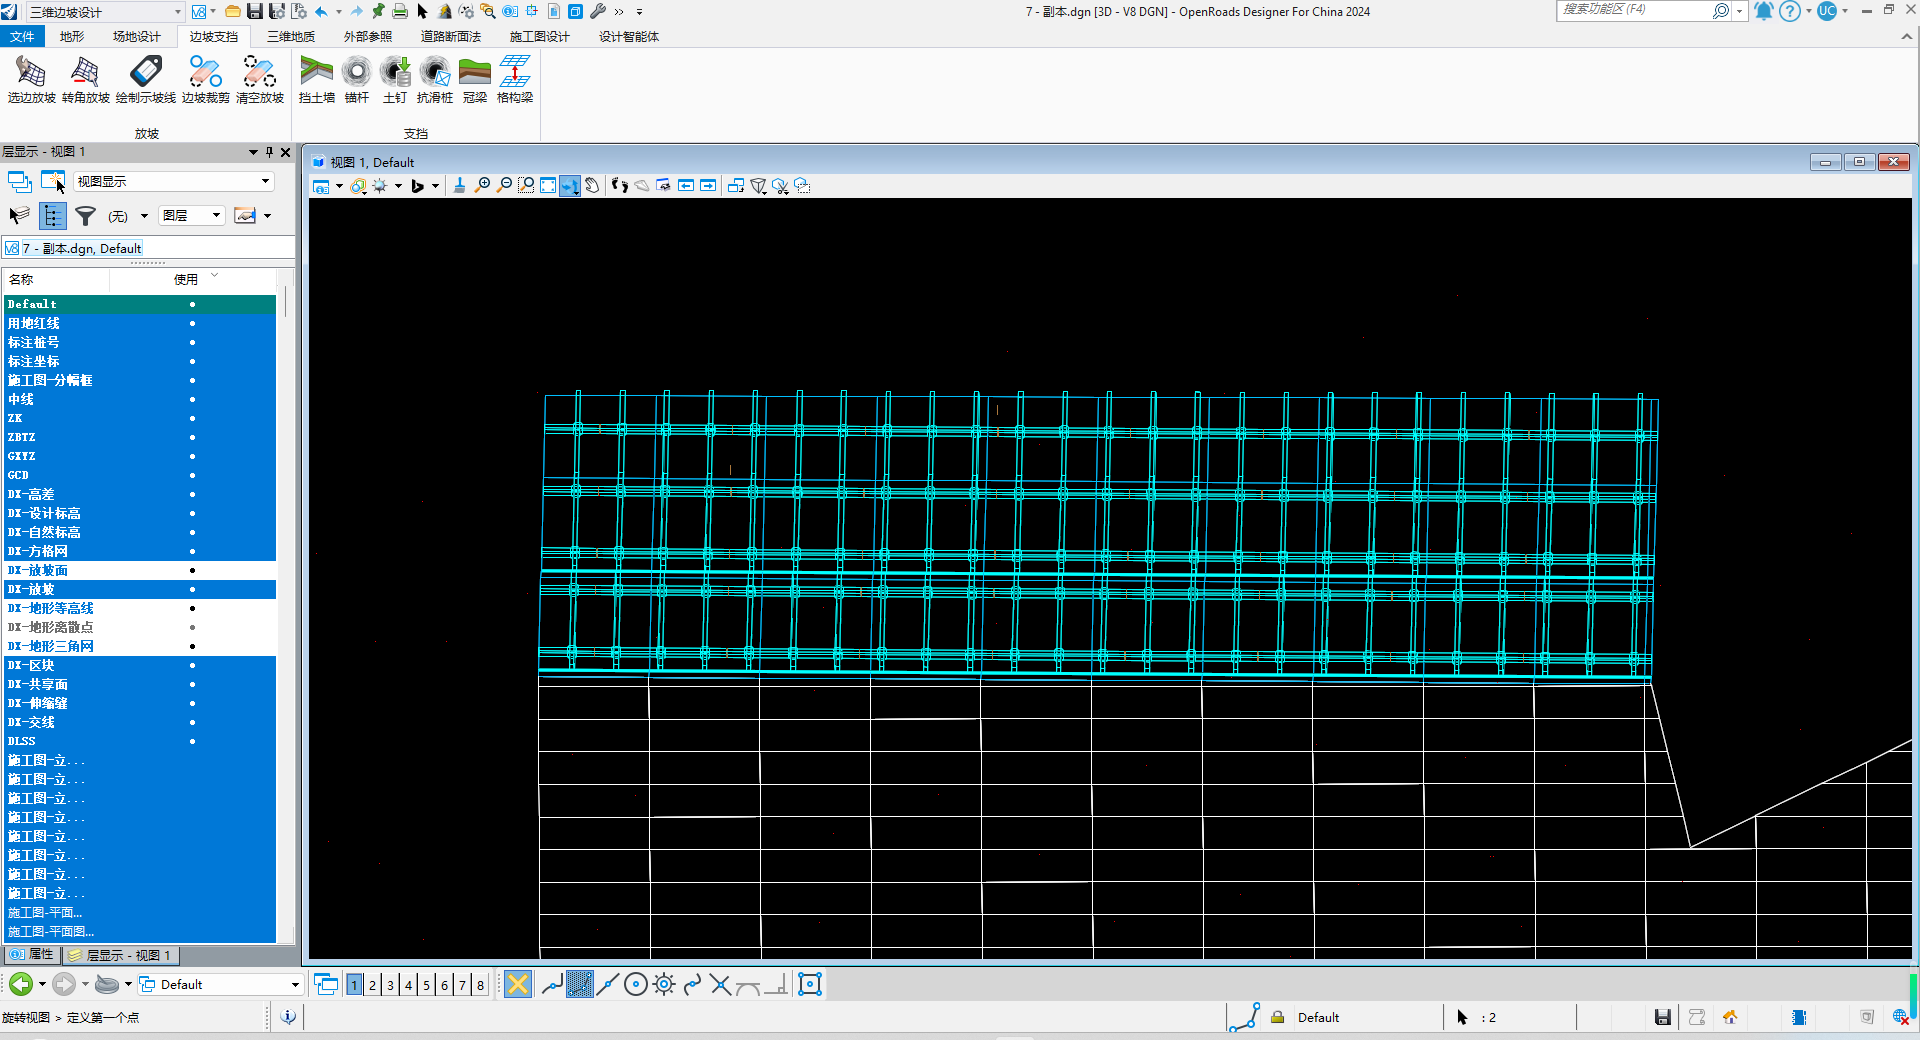 三维边坡设计
7 - 副本.dgn [3D - V8 DGN] - OpenRoads Designer For China 2024
搜索功能区(F4)
UC
文件 地形 场地设计 边坡支挡 三维地质 外部参照 道路断面法 施工图设计 设计智能体
选边放坡 转角放坡 绘制示坡线 边坡裁剪 清空放坡 挡土墙 锚杆 土钉 抗滑桩 冠梁 格构梁
放坡 支挡
层显示 - 视图 1
视图显示
(无) 图层
7 - 副本.dgn, Default
名称 使用
Default
用地红线
标注桩号
标注坐标
施工图-分幅框
中线
ZK
ZBTZ
GXYZ
GCD
DX-高差
DX-设计标高
DX-自然标高
DX-方格网
DX-放坡面
DX-放坡
DX-地形等高线
DX-地形离散点
DX-地形三角网
DX-区块
DX-共享面
DX-伸缩缝
DX-交线
DLSS
施工图-立...
施工图-立...
施工图-立...
施工图-立...
施工图-立...
施工图-立...
施工图-立...
施工图-立...
施工图-平面...
施工图-平面图...
属性 层显示 - 视图 1
视图 1, Default
Default
1 2 3 4 5 6 7 8
旋转视图 > 定义第一个点
Default
: 2